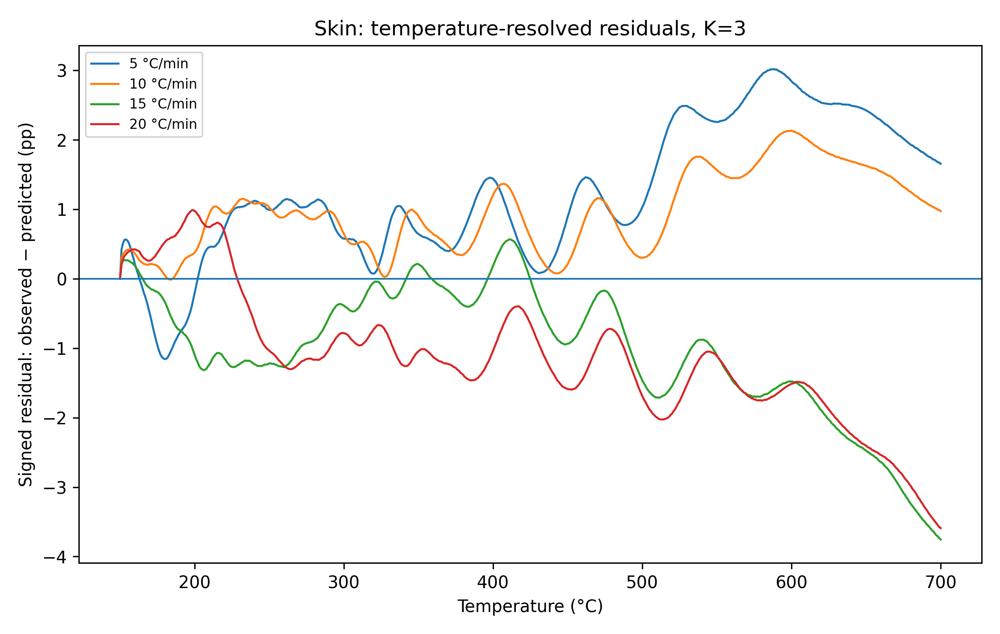 Skin: temperature-resolved residuals, K=3
5 °C/min
10 °C/min
15 °C/min
20 °C/min
Signed residual: observed − predicted (pp)
3
2
1
0
−1
−2
−3
−4
200 300 400 500 600 700
Temperature (°C)